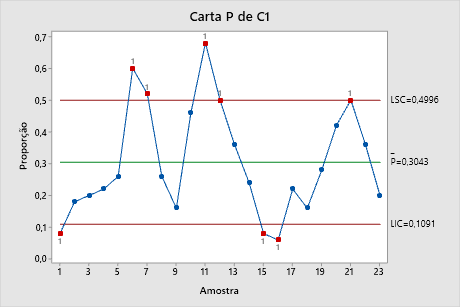 Carta P de C1
0,7
0,6
0,5
0,4
0,3
0,2
0,1
0,0
Proporção
1
1
1
1
1
1
1
1
LSC=0,4996
_
P=0,3043
LIC=0,1091
1 3 5 7 9 11 13 15 17 19 21 23
Amostra